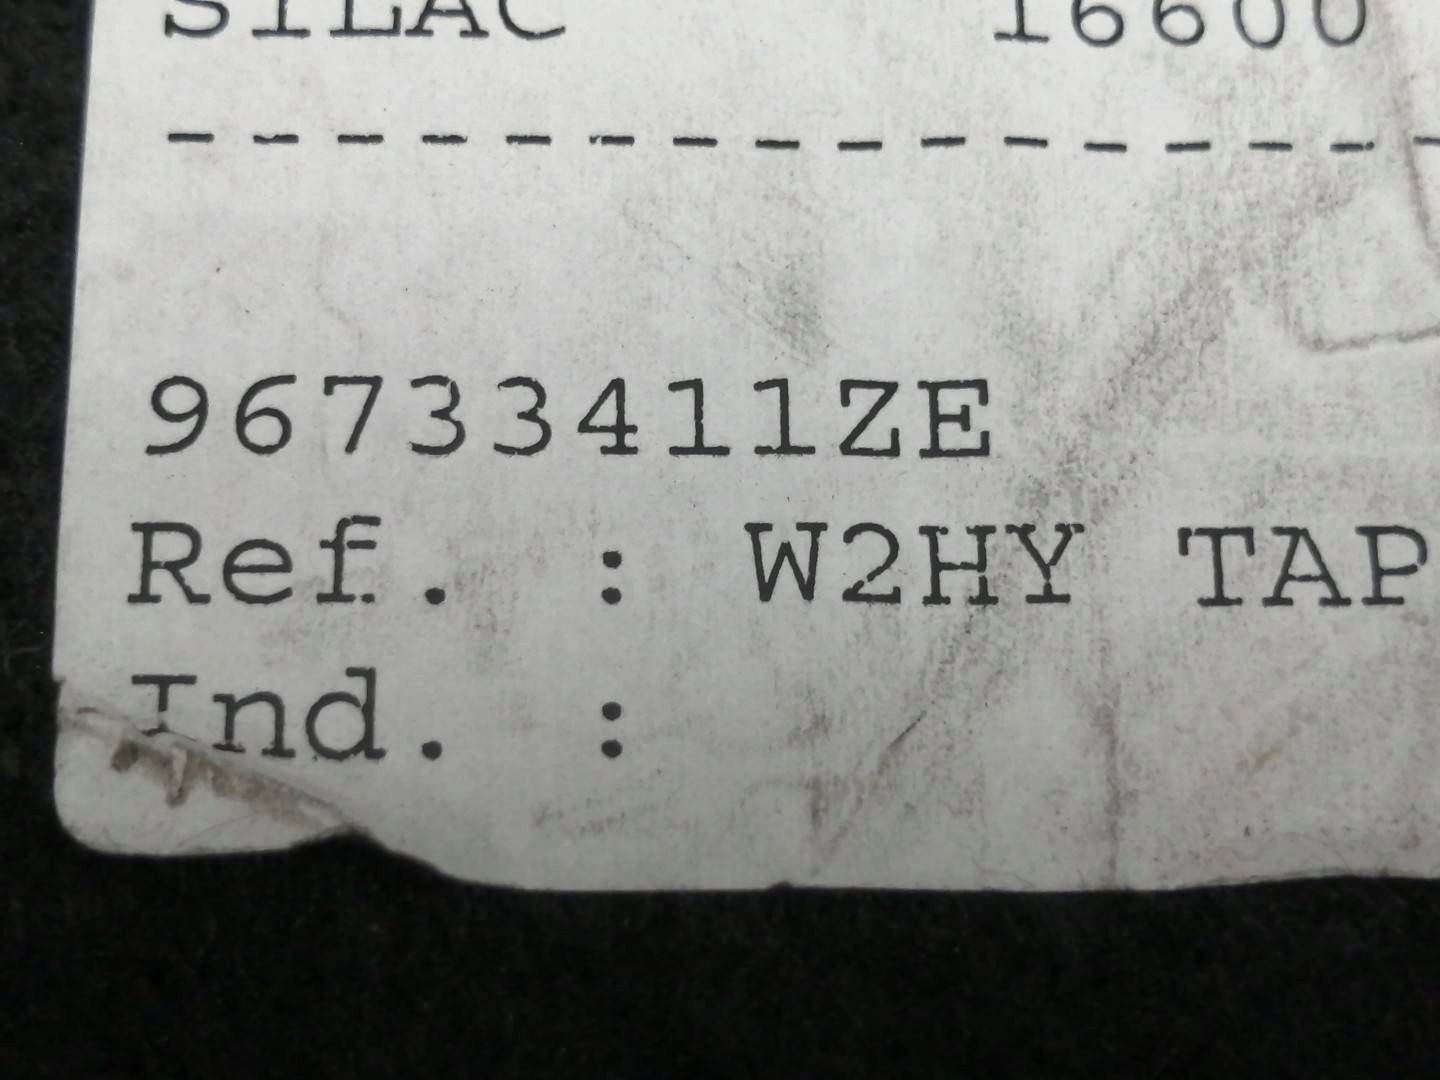 SILAC 16600
- - - - - - - - - - - - - - - -
96733411ZE
Ref. : W2HY TAP
Ind. :